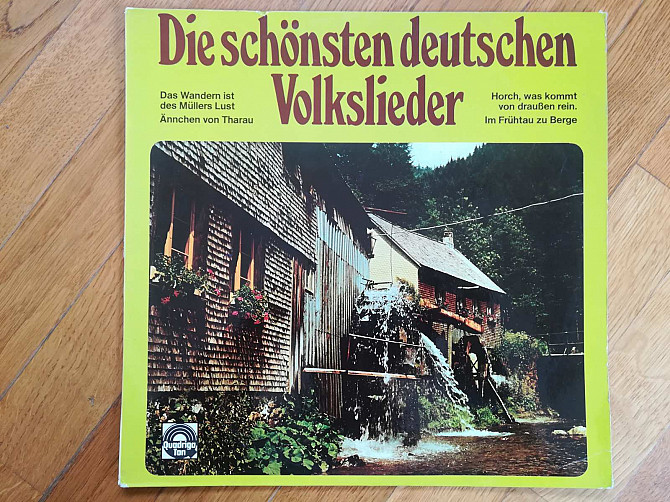 Die schönsten deutschen
Volkslieder
Das Wandern ist
des Müllers Lust
Ännchen von Tharau
Horch, was kommt
von draußen rein.
Im Frühtau zu Berge
Quadriga
Ton